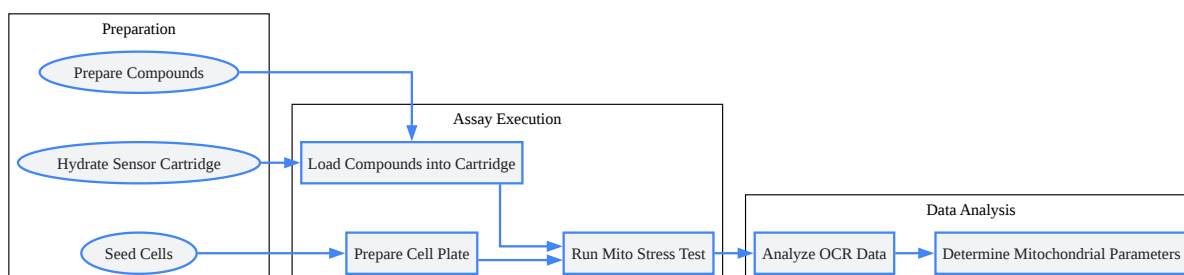 Preparation
Prepare Compounds
Assay Execution
Hydrate Sensor Cartridge
Load Compounds into Cartridge
Data Analysis
Seed Cells
Prepare Cell Plate
Run Mito Stress Test
Analyze OCR Data
Determine Mitochondrial Parameters